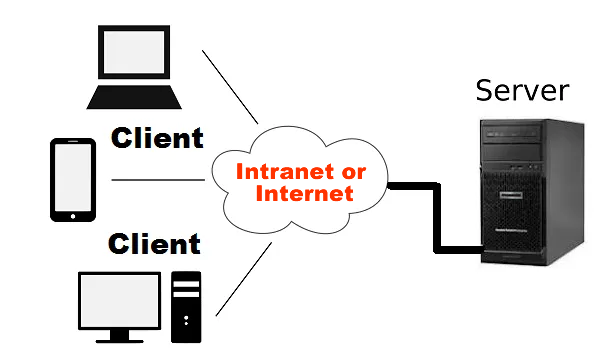 Server
Client
Intranet or
Internet
Client